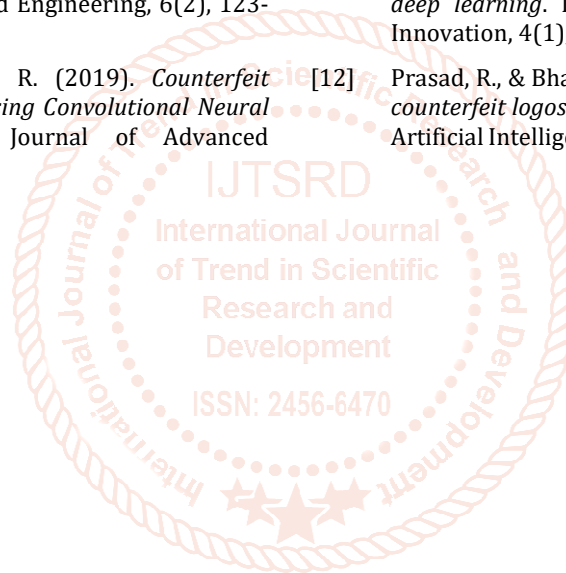 d Engineering, 6(2), 123-
R. (2019). Counterfeit
ing Convolutional Neural
Journal of Advanced
deep learning.
Innovation, 4(1),
[12] Prasad, R., & Bha
counterfeit logos
Artificial Intellige
International Journal of Trend in Scientific Research and Development
IJTSRD
International Journal
of Trend in Scientific
Research and
Development
ISSN: 2456-6470